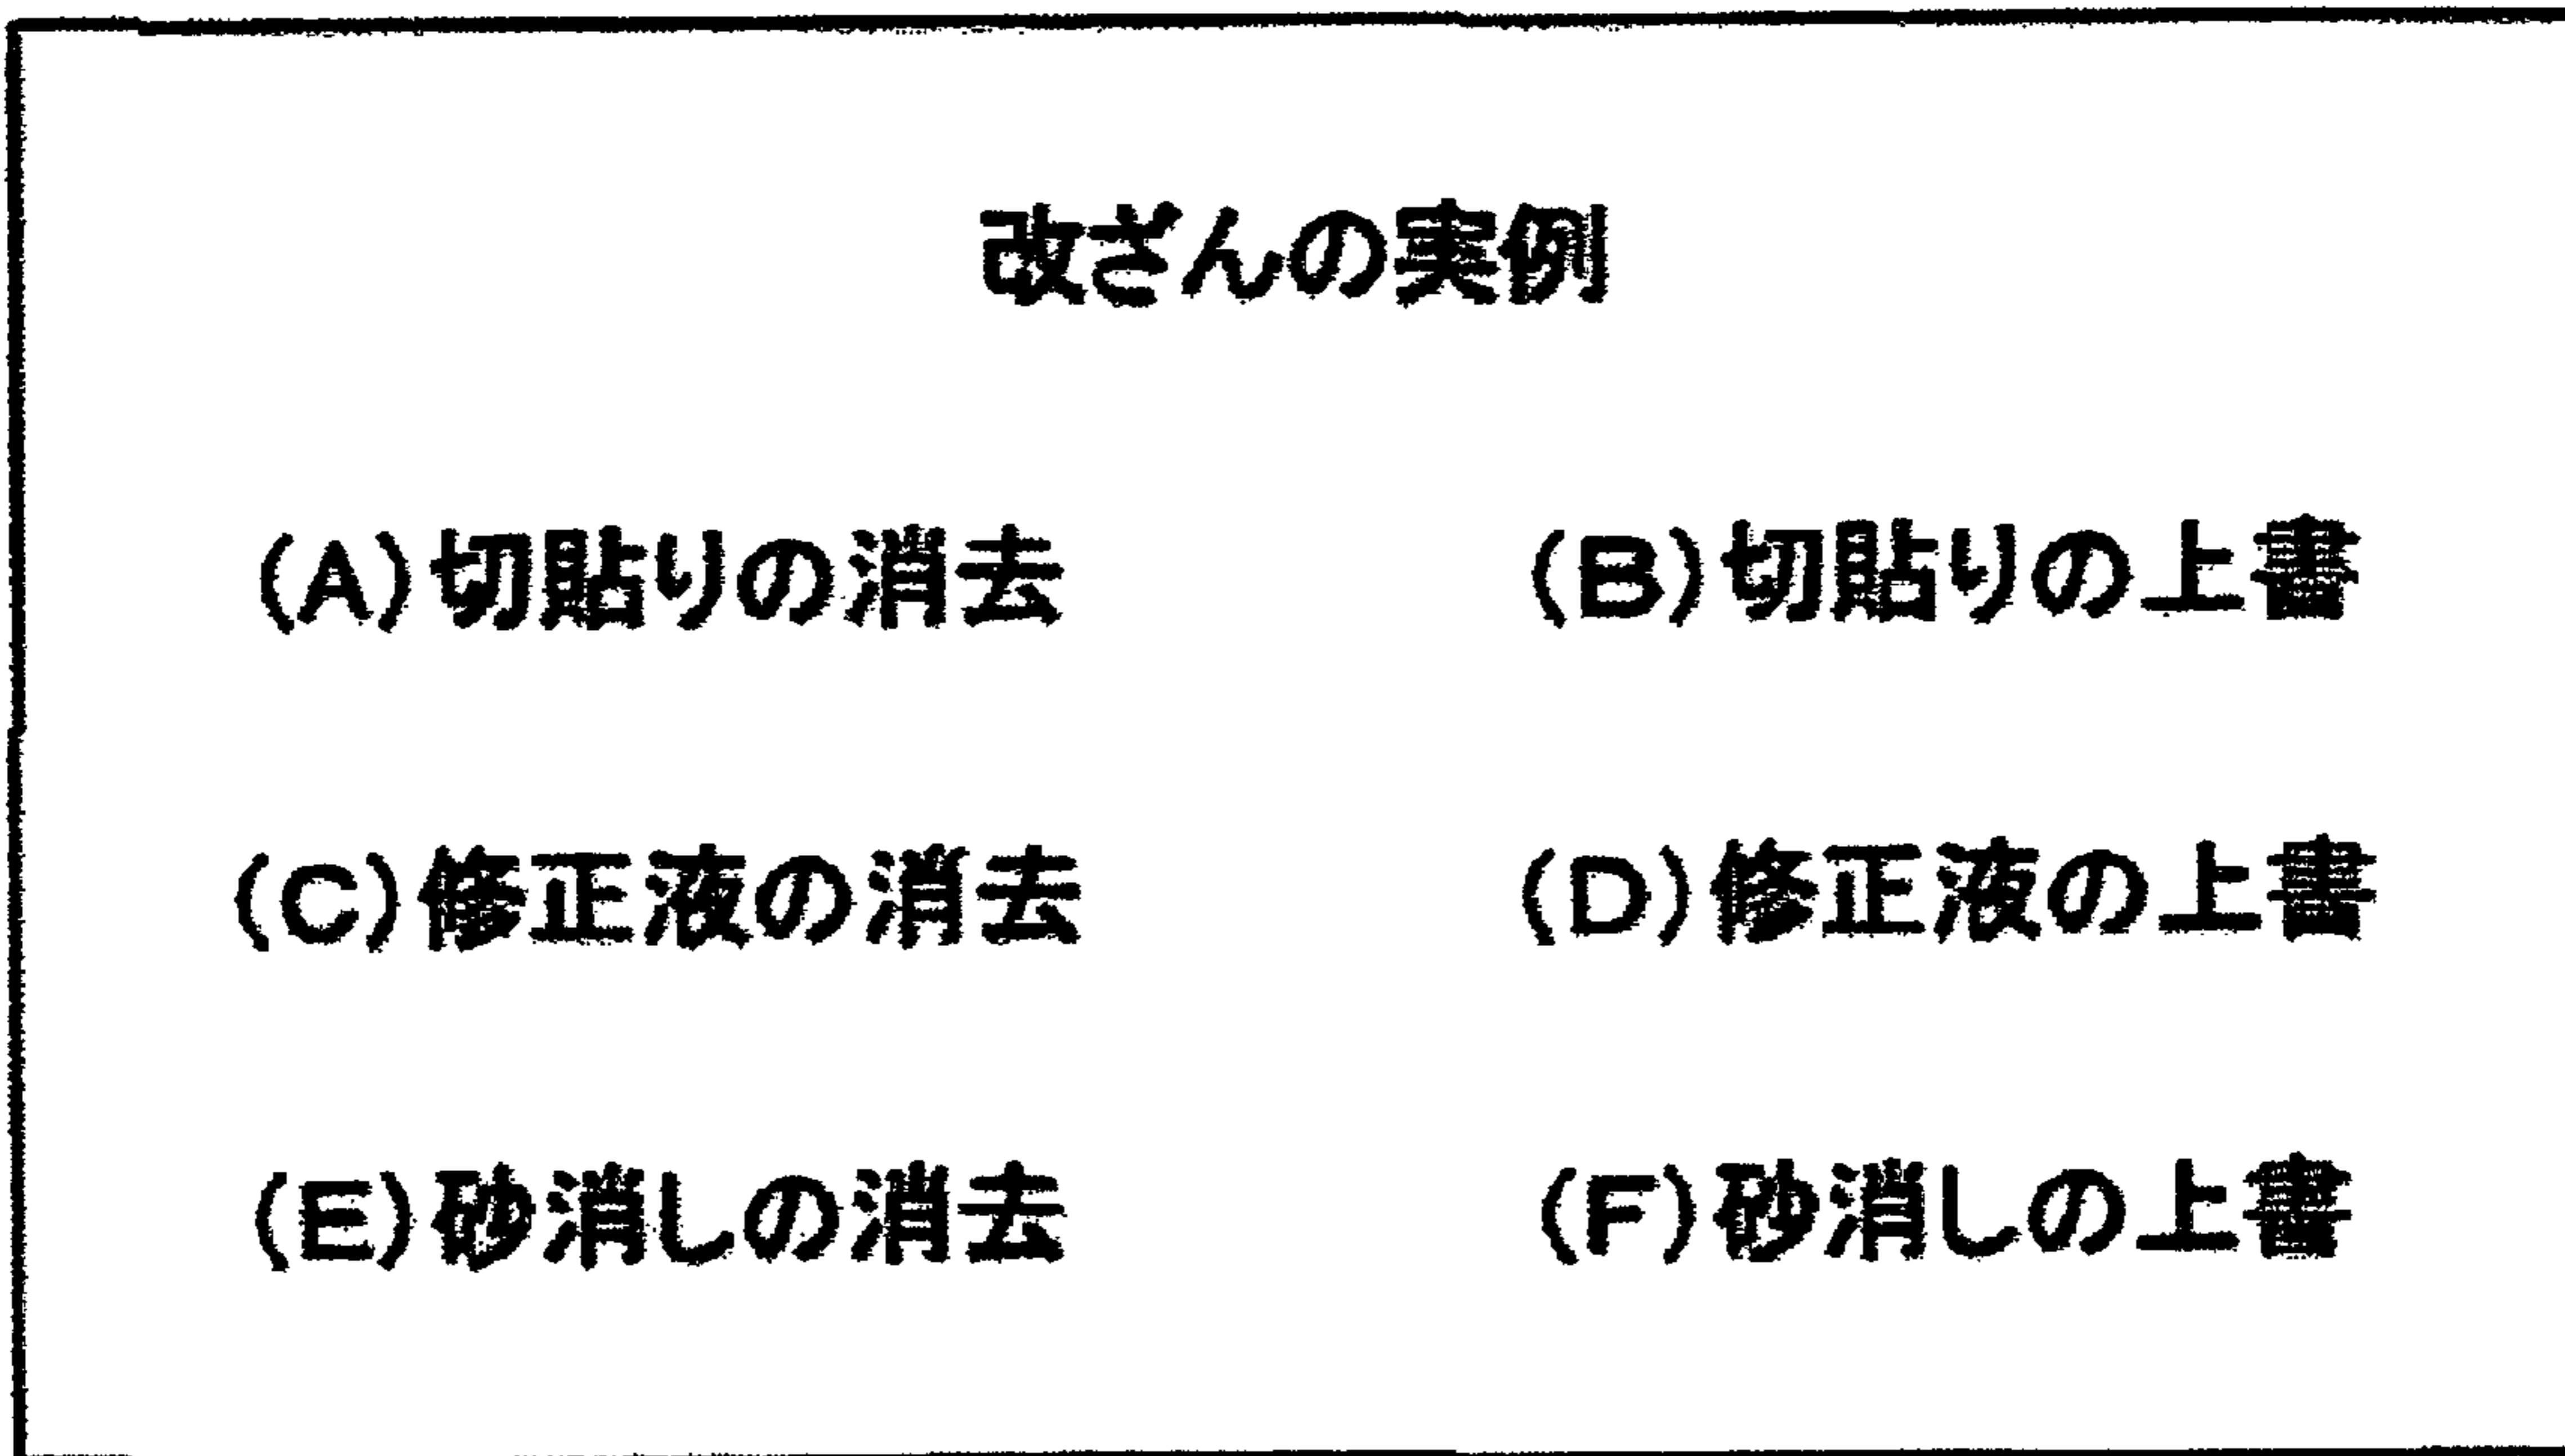 改ざんの実例
(A)切貼りの消去 (B)切貼りの上書
(C)修正液の消去 (D)修正液の上書
(E)砂消しの消去 (F)砂消しの上書